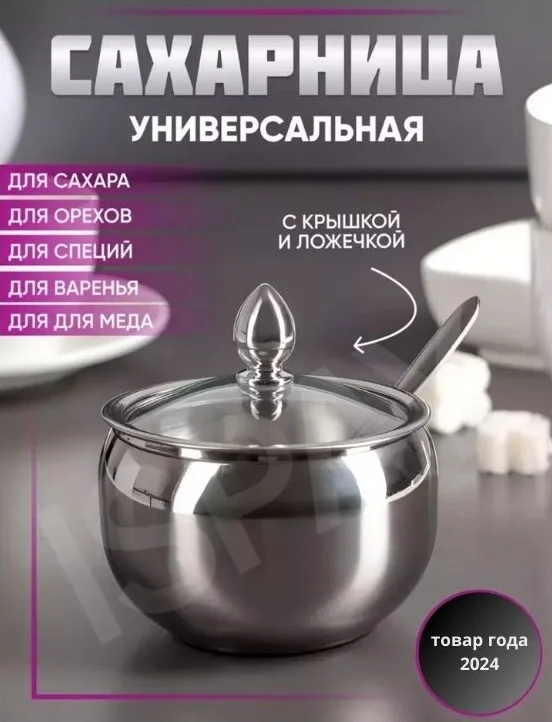 САХАРНИЦА
УНИВЕРСАЛЬНАЯ
ДЛЯ САХАРА
ДЛЯ ОРЕХОВ
ДЛЯ СПЕЦИЙ
ДЛЯ ВАРЕНЬЯ
ДЛЯ ДЛЯ МЕДА
С КРЫШКОЙ
И ЛОЖЕЧКОЙ
товар года
2024